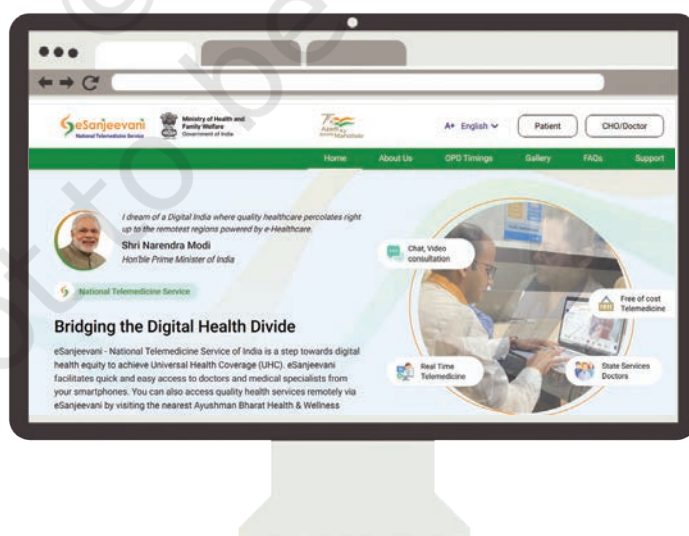 eSanjeevani
National Telemedicine Service
Ministry of Health and
Family Welfare
Government of India
Azadi Ka
Amrit Mahotsav
A+ English
Patient
CHO/Doctor
Home About Us OPD Timings Gallery FAQs Support
I dream of a Digital India where quality healthcare percolates right
up to the remotest regions powered by e-Healthcare.
Shri Narendra Modi
Hon'ble Prime Minister of India
National Telemedicine Service
Bridging the Digital Health Divide
eSanjeevani - National Telemedicine Service of India is a step towards digital
health equity to achieve Universal Health Coverage (UHC). eSanjeevani
facilitates quick and easy access to doctors and medical specialists from
your smartphones. You can also access quality health services remotely via
eSanjeevani by visiting the nearest Ayushman Bharat Health & Wellness
Chat, Video
consultation
Free of cost
Telemedicine
Real Time
Telemedicine
State Services
Doctors